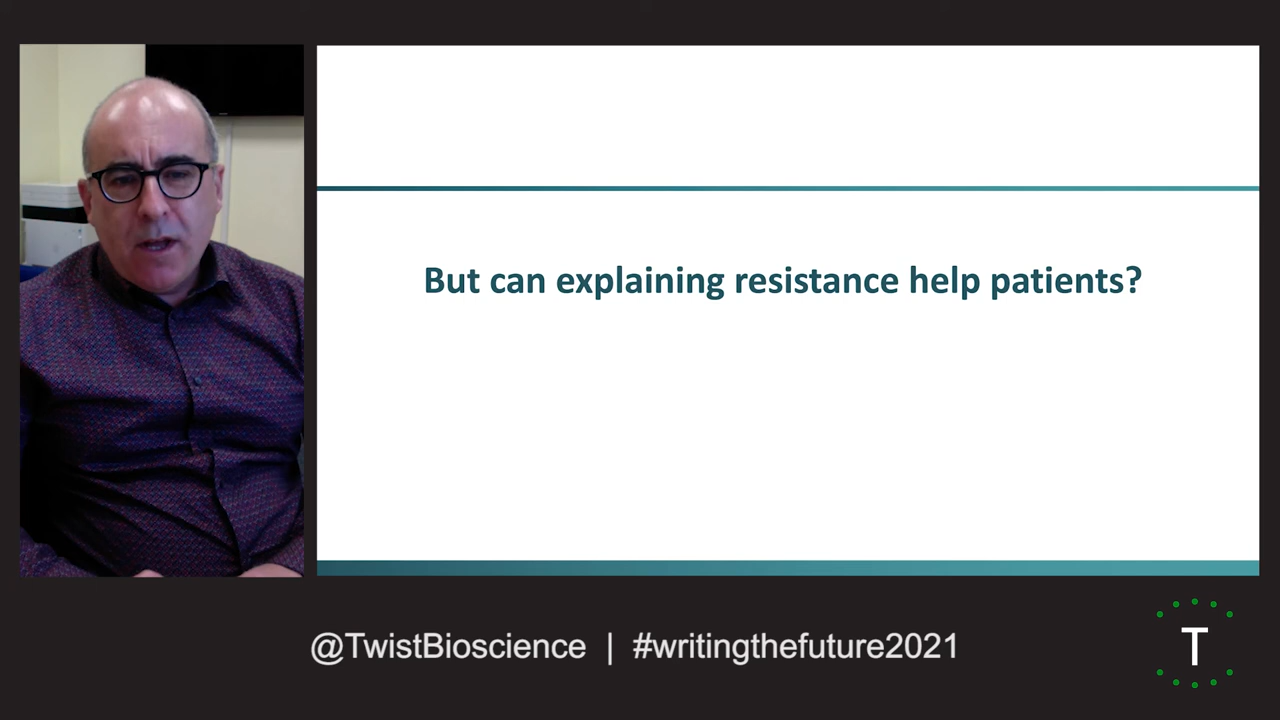 But can explaining resistance help patients?
@TwistBioscience | #writingthefuture2021
T